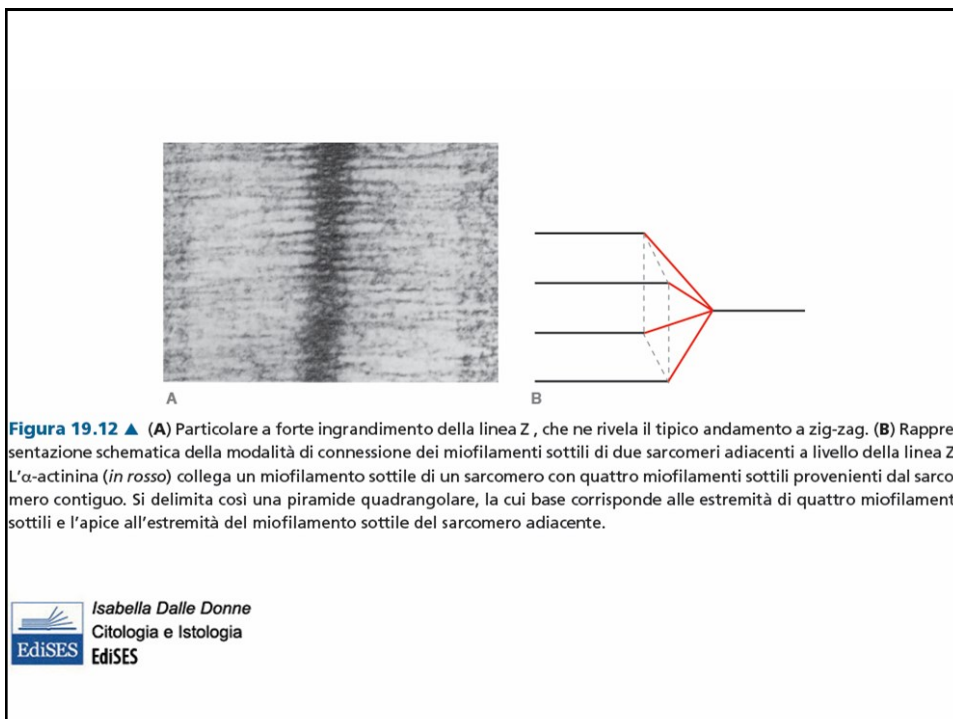 A
B
Figura 19.12 ▲ (A) Particolare a forte ingrandimento della linea Z , che ne rivela il tipico andamento a zig-zag. (B) Rappre
sentazione schematica della modalità di connessione dei miofilamenti sottili di due sarcomeri adiacenti a livello della linea Z
L'α-actinina (in rosso) collega un miofilamento sottile di un sarcomero con quattro miofilamenti sottili provenienti dal sarco
mero contiguo. Si delimita così una piramide quadrangolare, la cui base corrisponde alle estremità di quattro miofilament
sottili e l'apice all'estremità del miofilamento sottile del sarcomero adiacente.
EdiSES
Isabella Dalle Donne
Citologia e Istologia
EdiSES